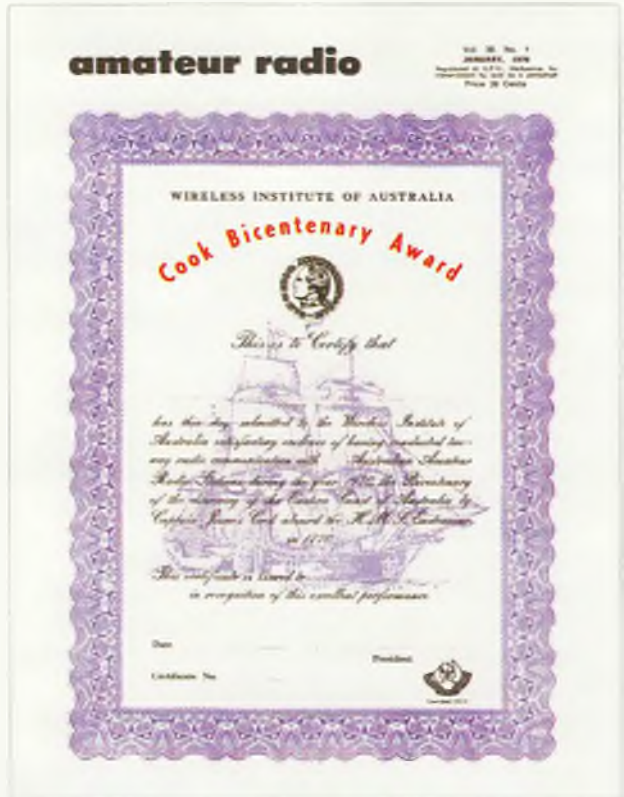 amateur radio
Vol. 38, No. 1
JANUARY, 1970
Price 30 Cents
WIRELESS INSTITUTE OF AUSTRALIA
Cook Bicentenary Award
This is to Certify that
has this day submitted to the Wireless Institute of
Australia satisfactory evidence of having conducted two-
way radio communication with Australian Amateur
Radio Stations during the year 1970, the Bicentenary
of the discovery of the Eastern Coast of Australia by
Captain James Cook aboard the H.M.S. Endeavour
in 1770
This certificate is issued to
in recognition of this excellent performance
Date
President
Certificate No.